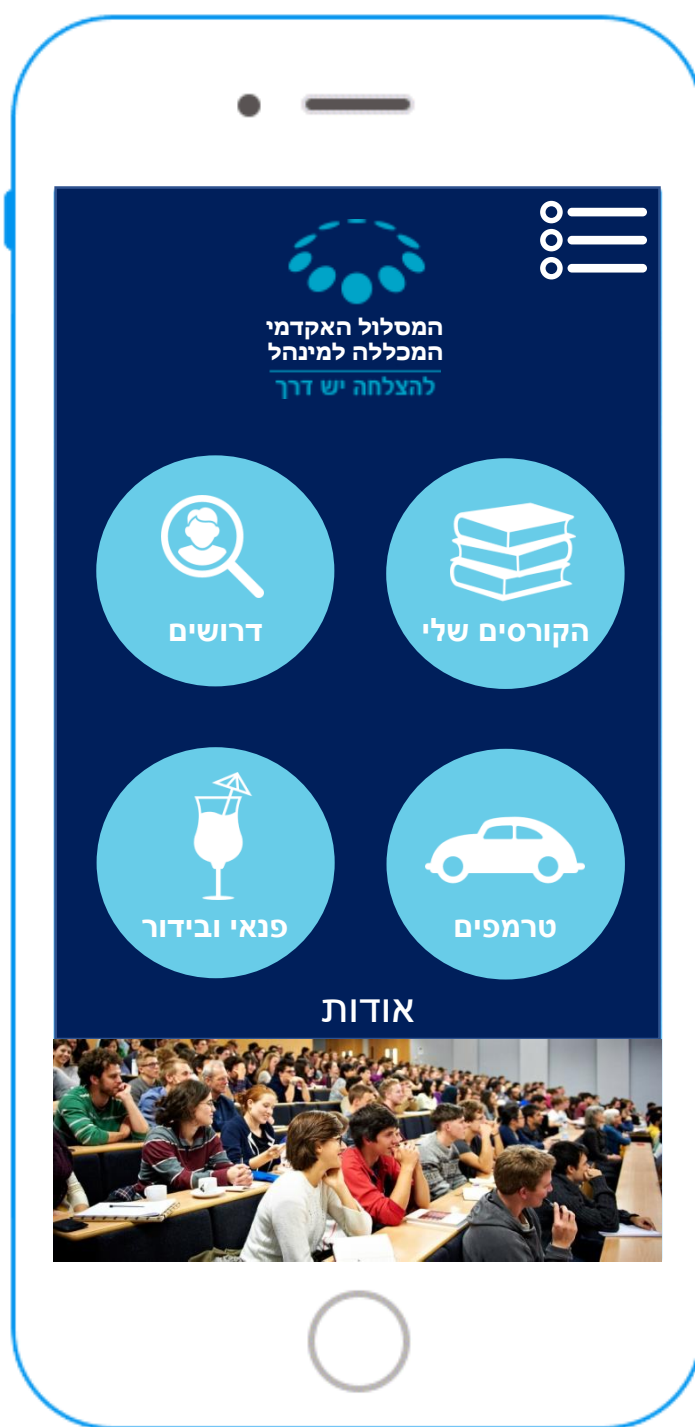 המסלול האקדמי
המכללה למינהל
להצלחה יש דרך
הקורסים שלי
דרושים
טרמפים
פנאי ובידור
אודות